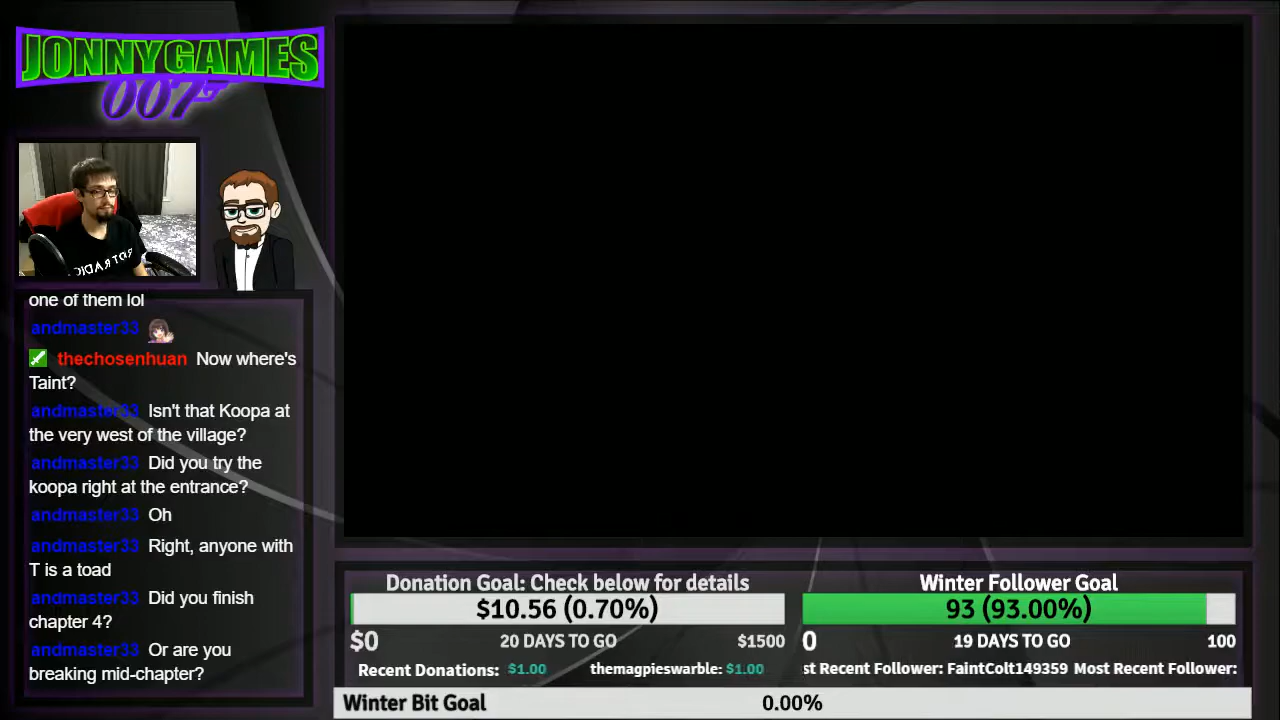 JONNYGAMES
007
one of them lol
andmaster33
thechosenhuan Now where's
Taint?
andmaster33 Isn't that Koopa at
the very west of the village?
andmaster33 Did you try the
koopa right at the entrance?
andmaster33 Oh
andmaster33 Right, anyone with
T is a toad
andmaster33 Did you finish
chapter 4?
andmaster33 Or are you
breaking mid-chapter?
Donation Goal: Check below for details
$10.56 (0.70%)
$0 20 DAYS TO GO $1500
Recent Donations: $1.00 themagpieswarble: $1.00
Winter Follower Goal
93 (93.00%)
0 19 DAYS TO GO 100
st Recent Follower: FaintColt149359 Most Recent Follower:
Winter Bit Goal 0.00%